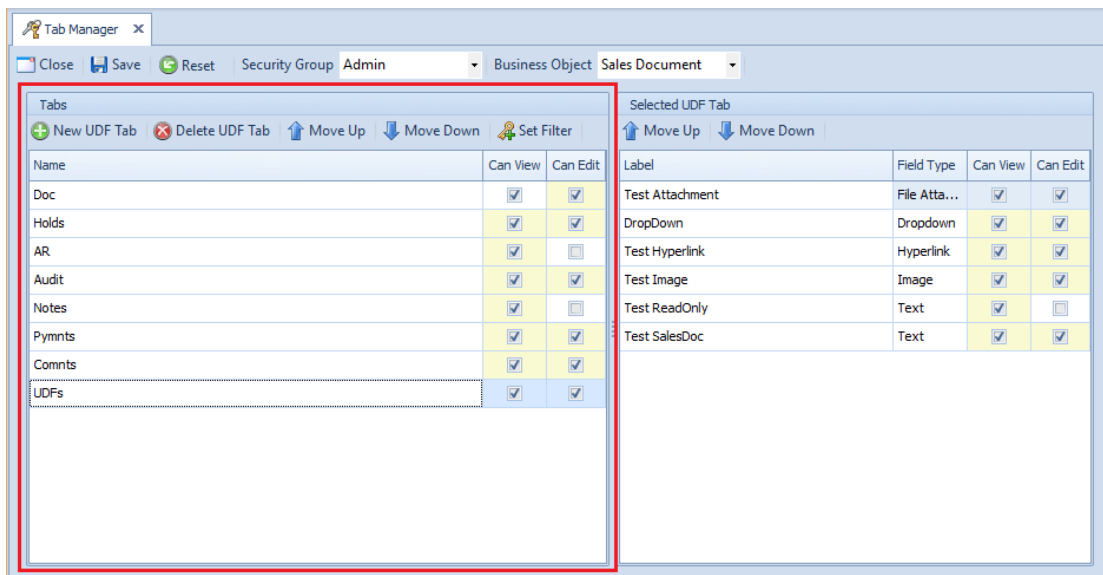 Tab Manager
Close Save Reset Security Group Admin Business Object Sales Document
Tabs
New UDF Tab Delete UDF Tab Move Up Move Down Set Filter
Name Can View Can Edit
Doc
Holds
AR
Audit
Notes
Pymnts
Comnts
UDFs
Selected UDF Tab
Move Up Move Down
Label Field Type Can View Can Edit
Test Attachment File Atta...
DropDown Dropdown
Test Hyperlink Hyperlink
Test Image Image
Test ReadOnly Text
Test SalesDoc Text